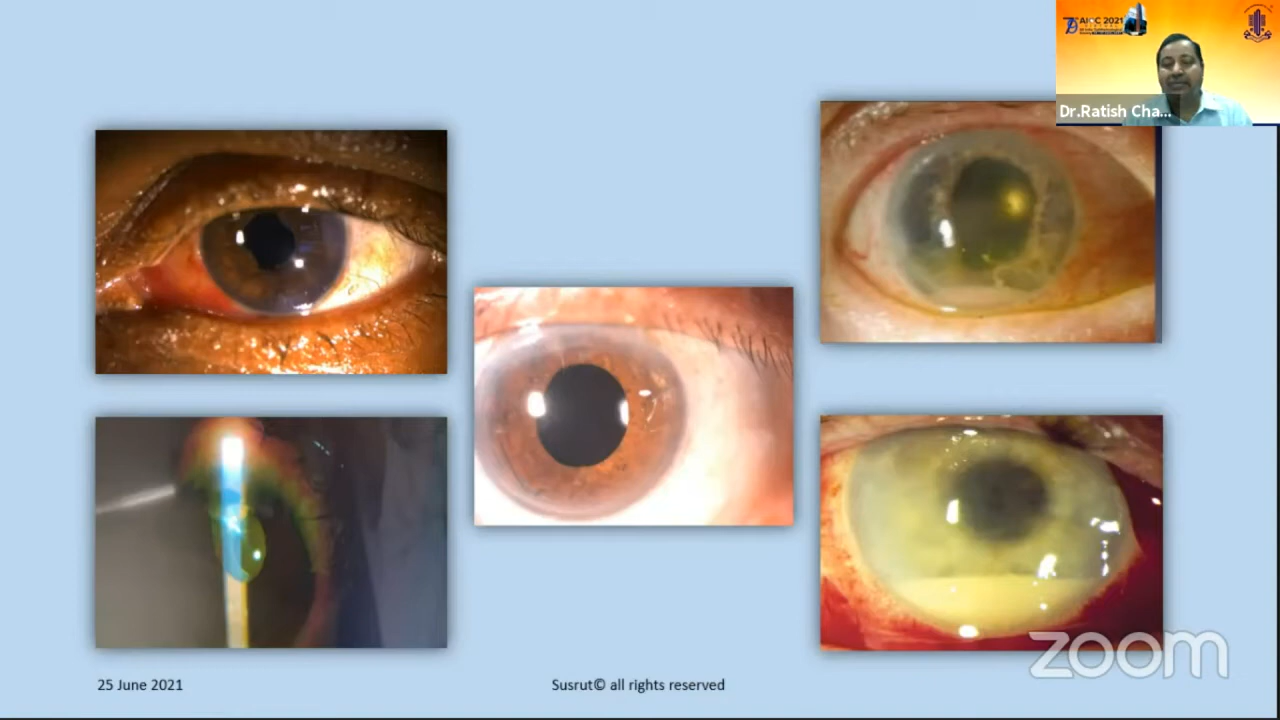 AIOC 2021
Dr.Ratish Cha...
25 June 2021
Susrut© all rights reserved
zoom